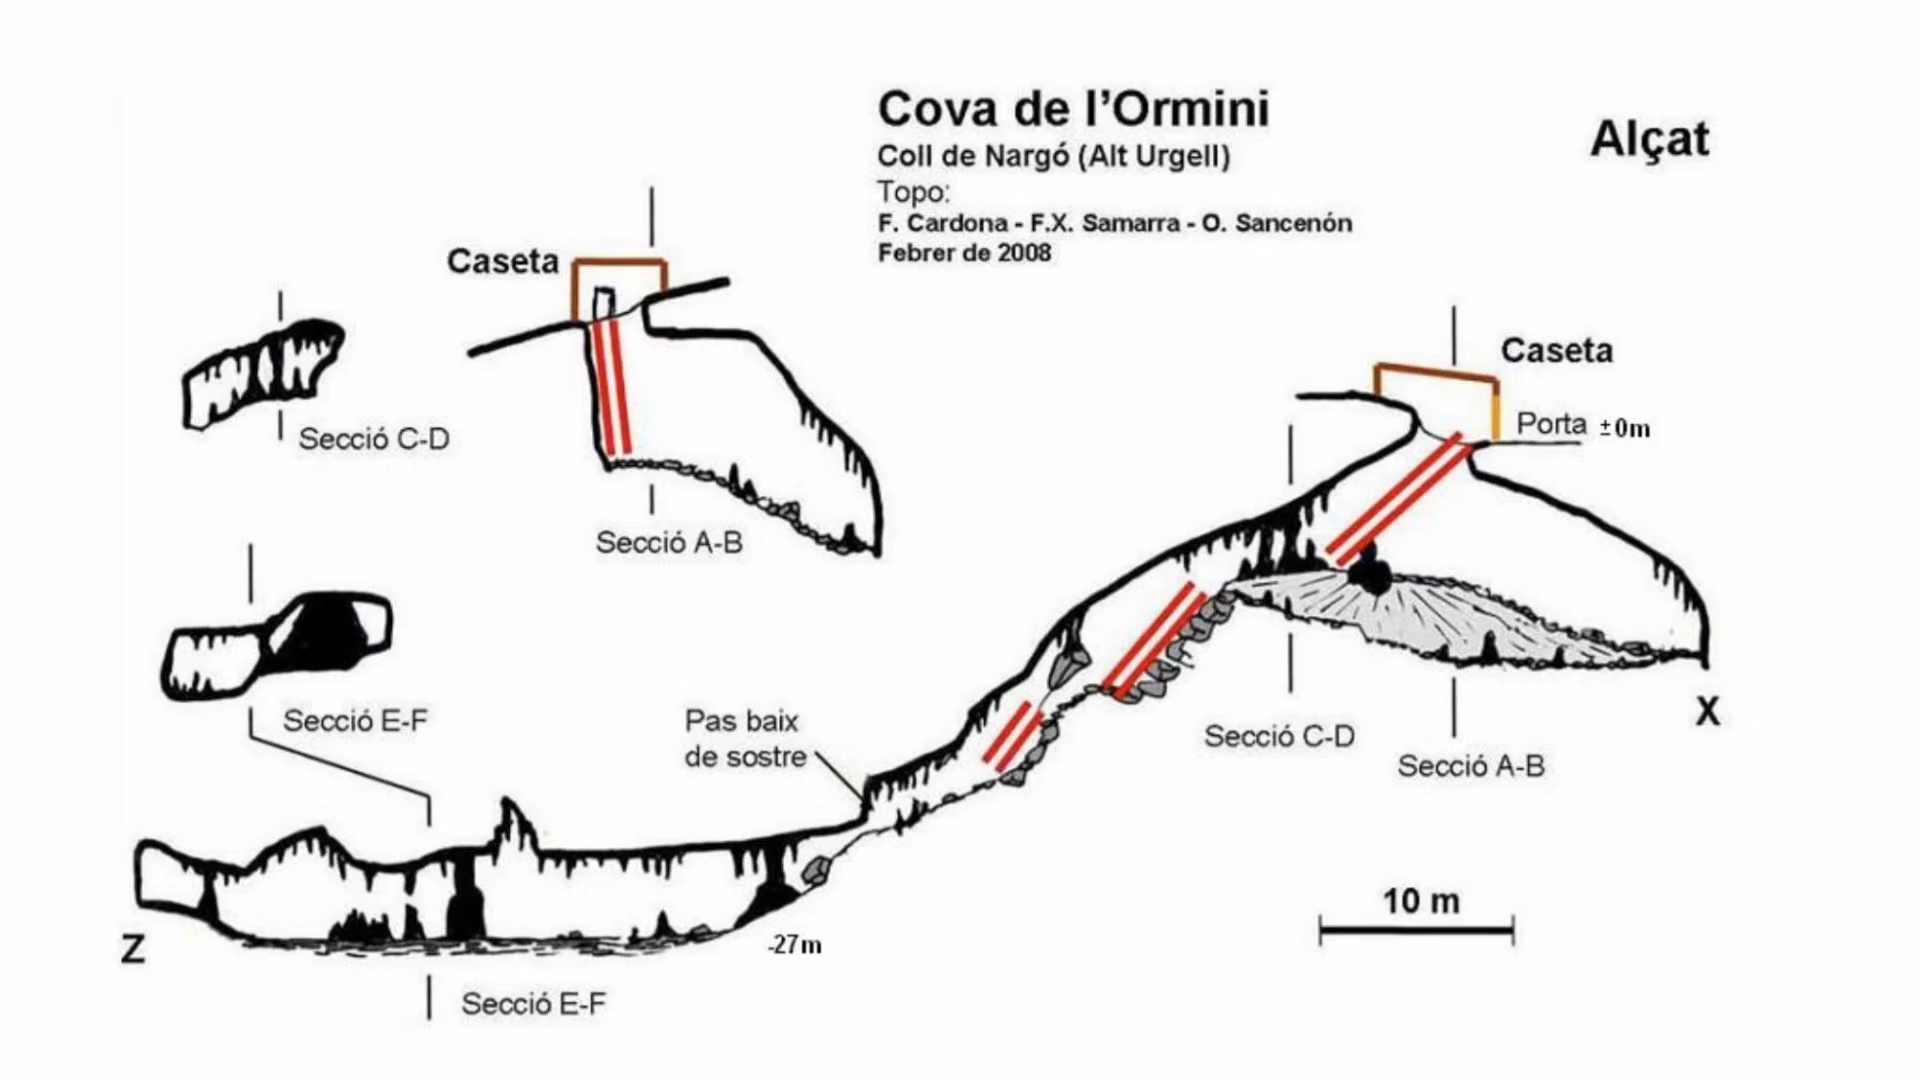 Cova de l'Ormini
Coll de Nargó (Alt Urgell)
Topo:
F. Cardona - F.X. Samarra - O. Sancenón
Febrer de 2008
Alçat
Caseta
Secció C-D
Secció A-B
Caseta
Porta ±0m
Secció E-F
Pas baix
de sostre
Secció C-D
Secció A-B
X
10 m
Z
-27m
Secció E-F